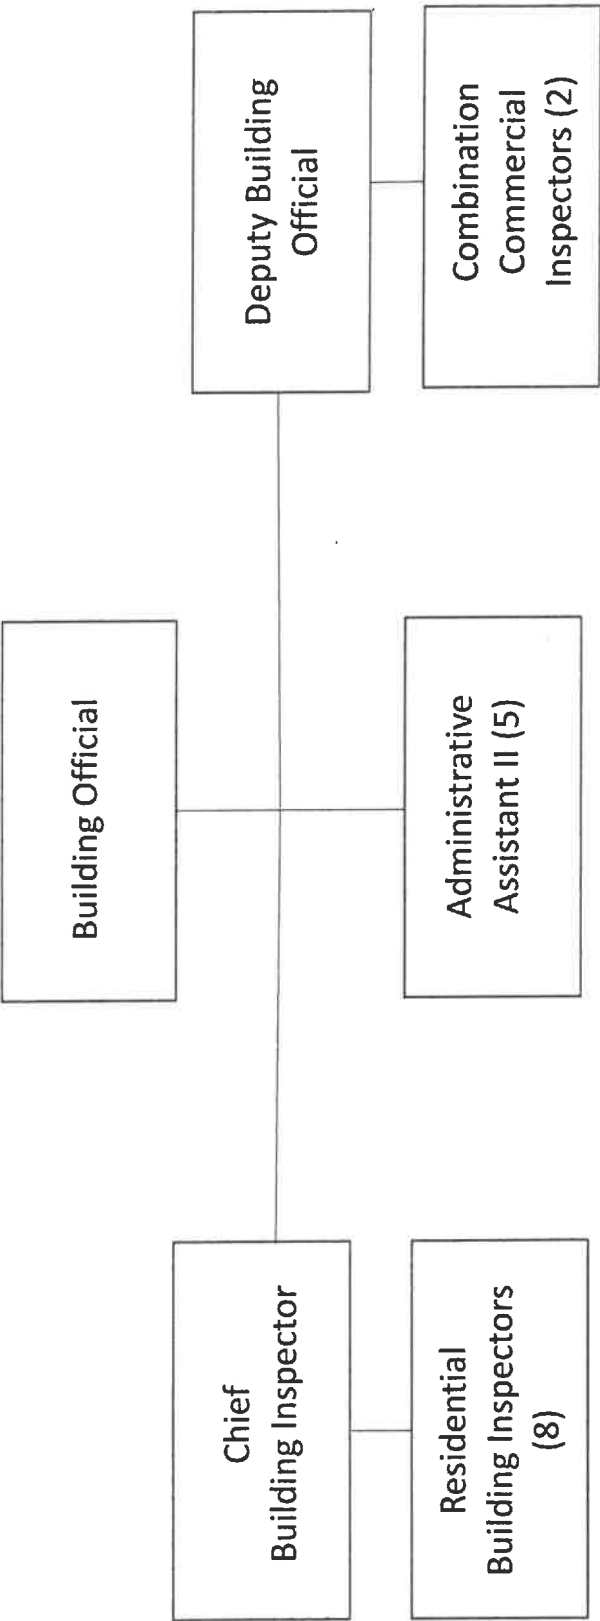 Building Official
Chief
Building Inspector
Deputy Building
Official
Residential
Building Inspectors
(8)
Administrative
Assistant II (5)
Combination
Commercial
Inspectors (2)